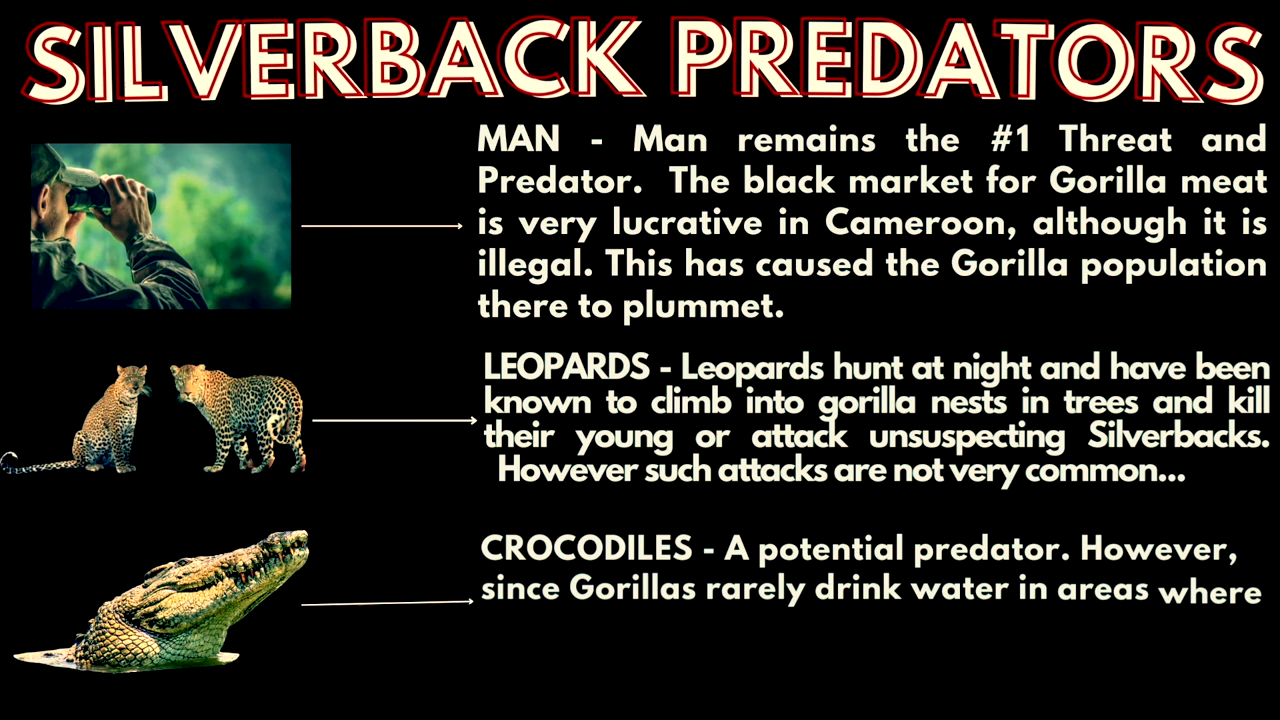 SILVERBACK PREDATORS
MAN - Man remains the #1 Threat and
Predator. The black market for Gorilla meat
is very lucrative in Cameroon, although it is
illegal. This has caused the Gorilla population
there to plummet.
LEOPARDS - Leopards hunt at night and have been
known to climb into gorilla nests in trees and kill
their young or attack unsuspecting Silverbacks.
However such attacks are not very common...
CROCODILES - A potential predator. However,
since Gorillas rarely drink water in areas where